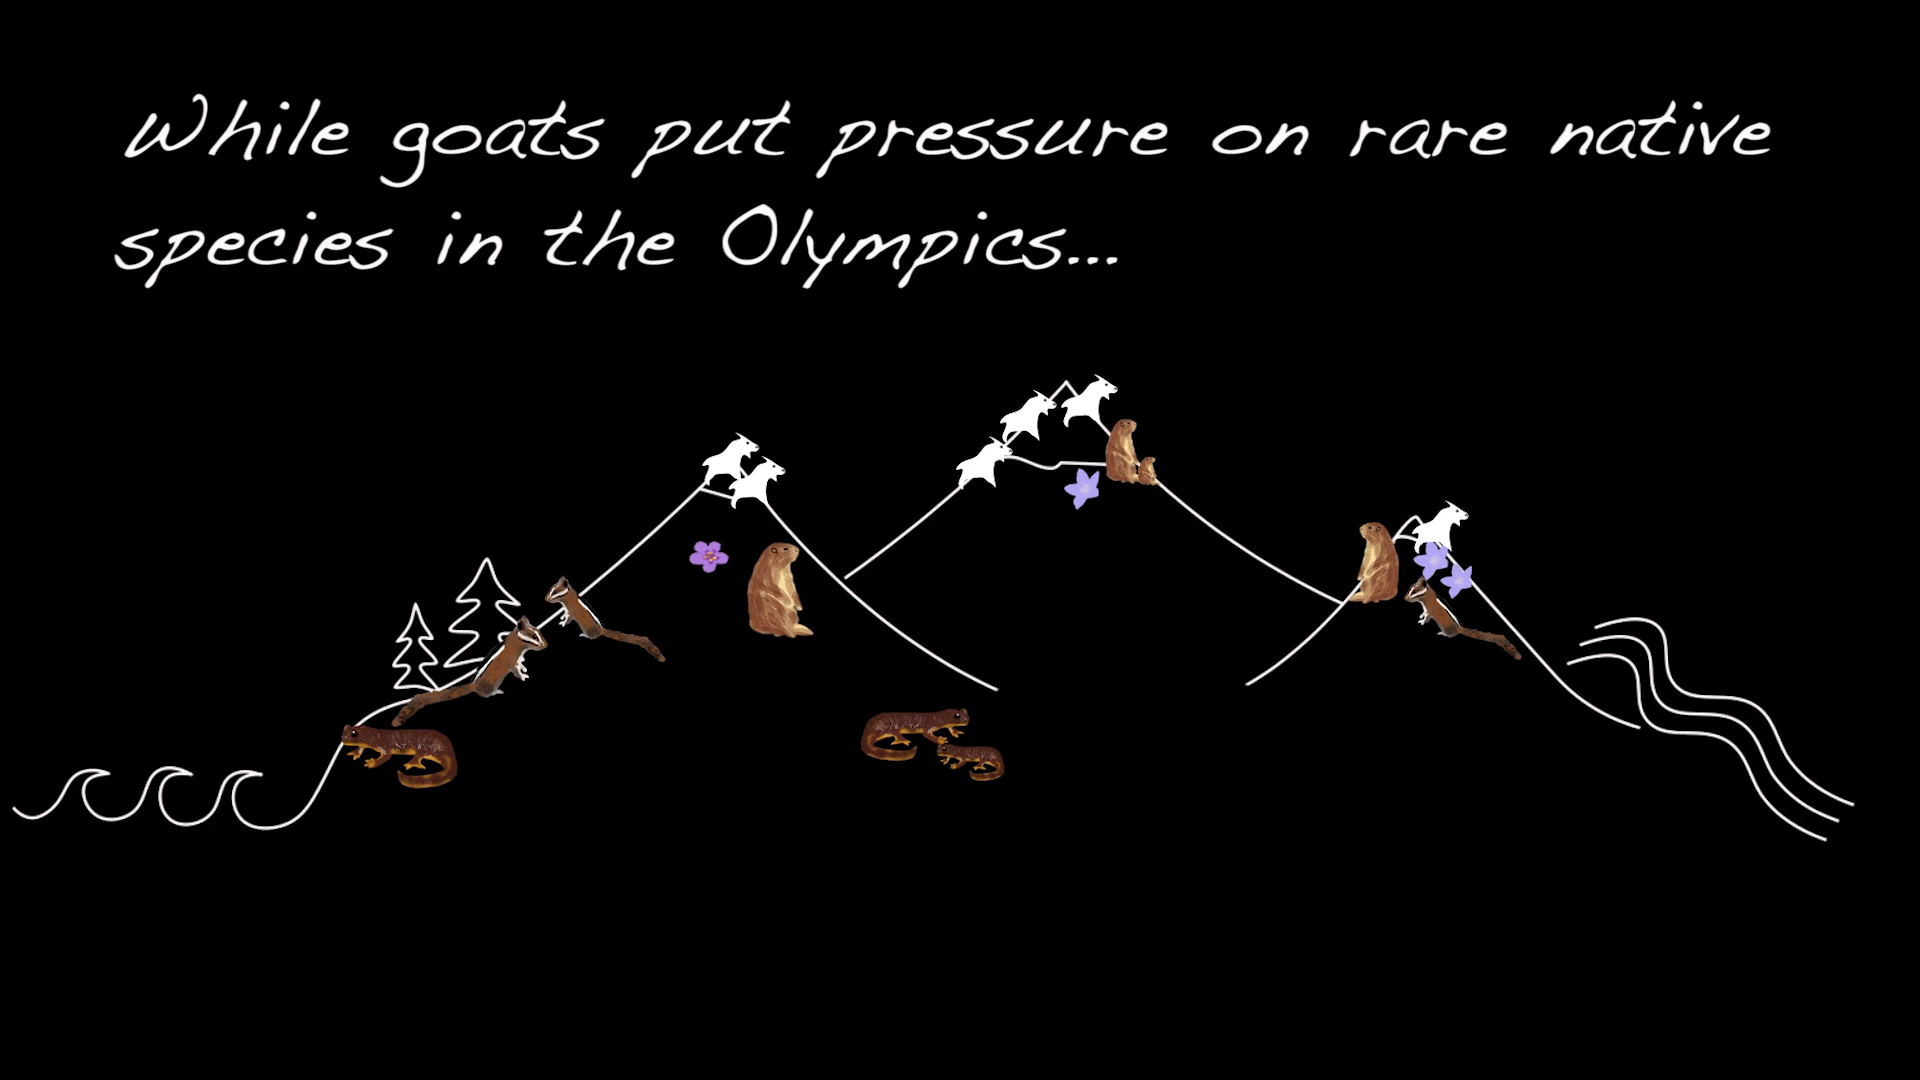 While goats put pressure on rare native
species in the Olympics...